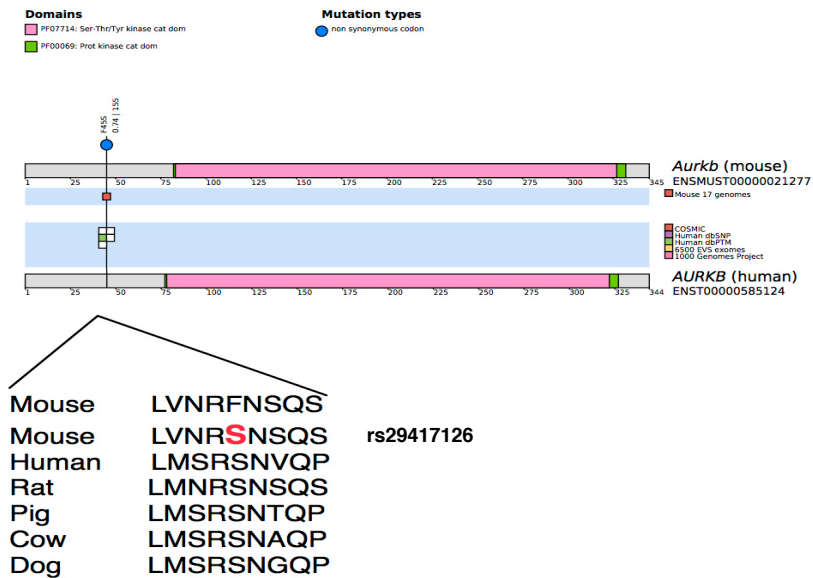 Domains
Mutation types
PF07714: Ser-Thr/Tyr kinase cat dom
non synonymous codon
PF00069: Prot kinase cat dom
F45S
0.74 | 155
Aurkb (mouse)
1 25 50 75 100 125 150 175 200 225 250 275 300 325 345
ENSMUST00000021277
Mouse 17 genomes
COSMIC
Human dbSNP
Human dbPTM
6500 EVS exomes
1000 Genomes Project
AURKB (human)
1 25 50 75 100 125 150 175 200 225 250 275 300 325 344
ENST00000585124
Mouse LVNRFNSQS
Mouse LVNRSNSQS rs29417126
Human LMSRSNVQP
Rat LMNRSNSQS
Pig LMSRSNTQP
Cow LMSRSNAQP
Dog LMSRSNGQP